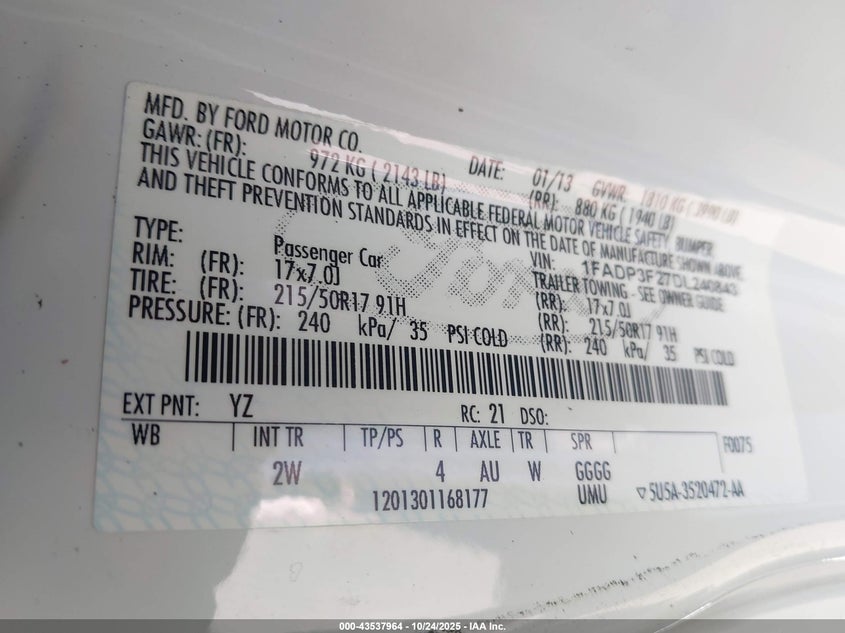 MFD. BY FORD MOTOR CO.
DATE: 01/13 GVWR: 1810 KG ( 3990 LB)
GAWR: (FR): 972 KG ( 2143 LB) (RR): 880 KG ( 1940 LB)
THIS VEHICLE CONFORMS TO ALL APPLICABLE FEDERAL MOTOR VEHICLE SAFETY BUMPER
AND THEFT PREVENTION STANDARDS IN EFFECT ON THE DATE OF MANUFACTURE SHOWN ABOVE.
VIN: 1FADP3F27DL240843
TYPE: Passenger Car TRAILER TOWING - SEE OWNER GUIDE
RIM: (FR): 17x7.0J (RR): 17x7.0J
TIRE: (FR): 215/50R17 91H (RR): 215/50R17 91H
PRESSURE: (FR): 240 kPa/ 35 PSI COLD (RR): 240 kPa/ 35 PSI COLD
Ford
EXT PNT: YZ RC: 21 DSO:
WB INT TR TP/PS R AXLE TR SPR F0075
2W 4 AU W GGGG
1201301168177 UMU ▽ 5U5A-3520472-AA
000-43537964 - 10/24/2025 - IAA Inc.